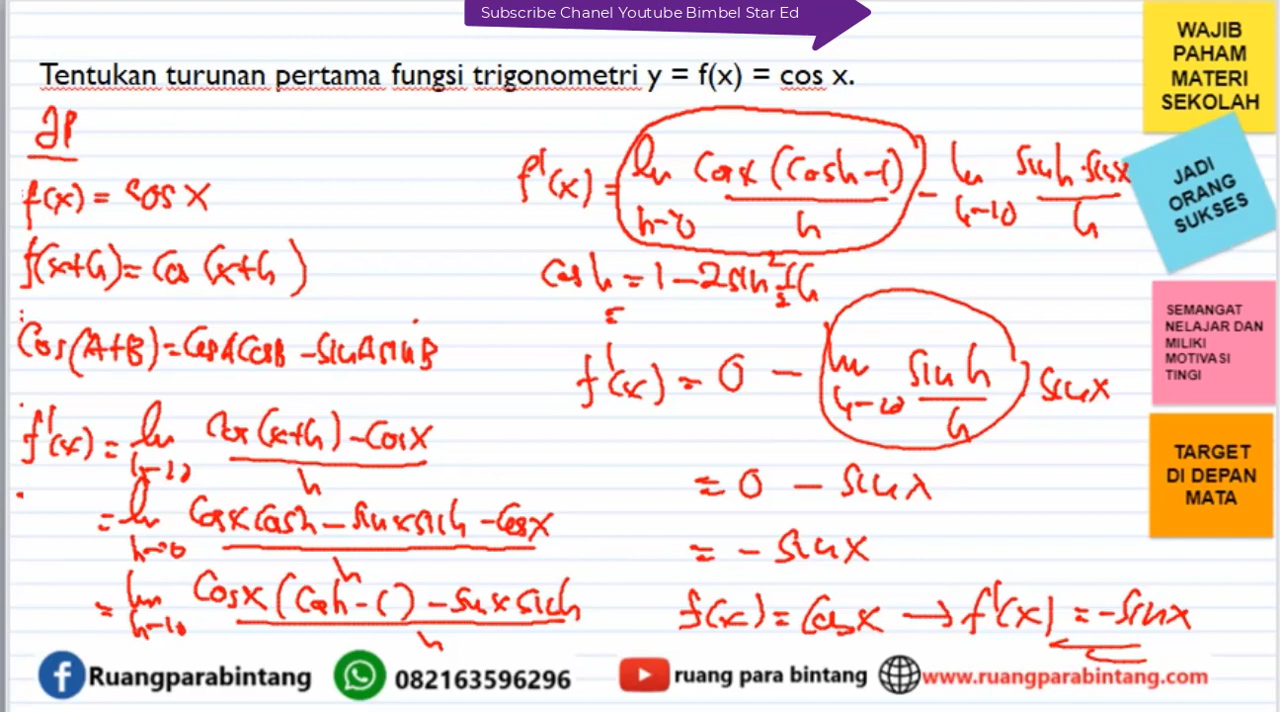 Subscribe Chanel Youtube Bimbel Star Ed
Tentukan turunan pertama fungsi trigonometri y = f(x) = cos x.
JP
f(x) = cos x
f(x+h) = cos (x+h)
cos(A+B) = cos A cos B - sin A sin B
f'(x) = lim h→0 cos(x+h) - cos x / h
= lim h→0 cos x cos h - sin x sin h - cos x / h
= lim h→0 cos x (cos h - 1) - sin x sin h / h
f'(x) = lim h→0 cos x (cos h - 1) / h - lim h→0 sin h · sin x / h
cos h = 1 - 2 sin² ½ h
f'(x) = 0 - lim h→0 sin h / h · sin x
= 0 - sin x
= - sin x
f(x) = cos x → f'(x) = - sin x
WAJIB
PAHAM
MATERI
SEKOLAH
JADI
ORANG
SUKSES
SEMANGAT
NELAJAR DAN
MILIKI
MOTIVASI
TINGI
TARGET
DI DEPAN
MATA
Ruangparabintang
082163596296
ruang para bintang
www.ruangparabintang.com